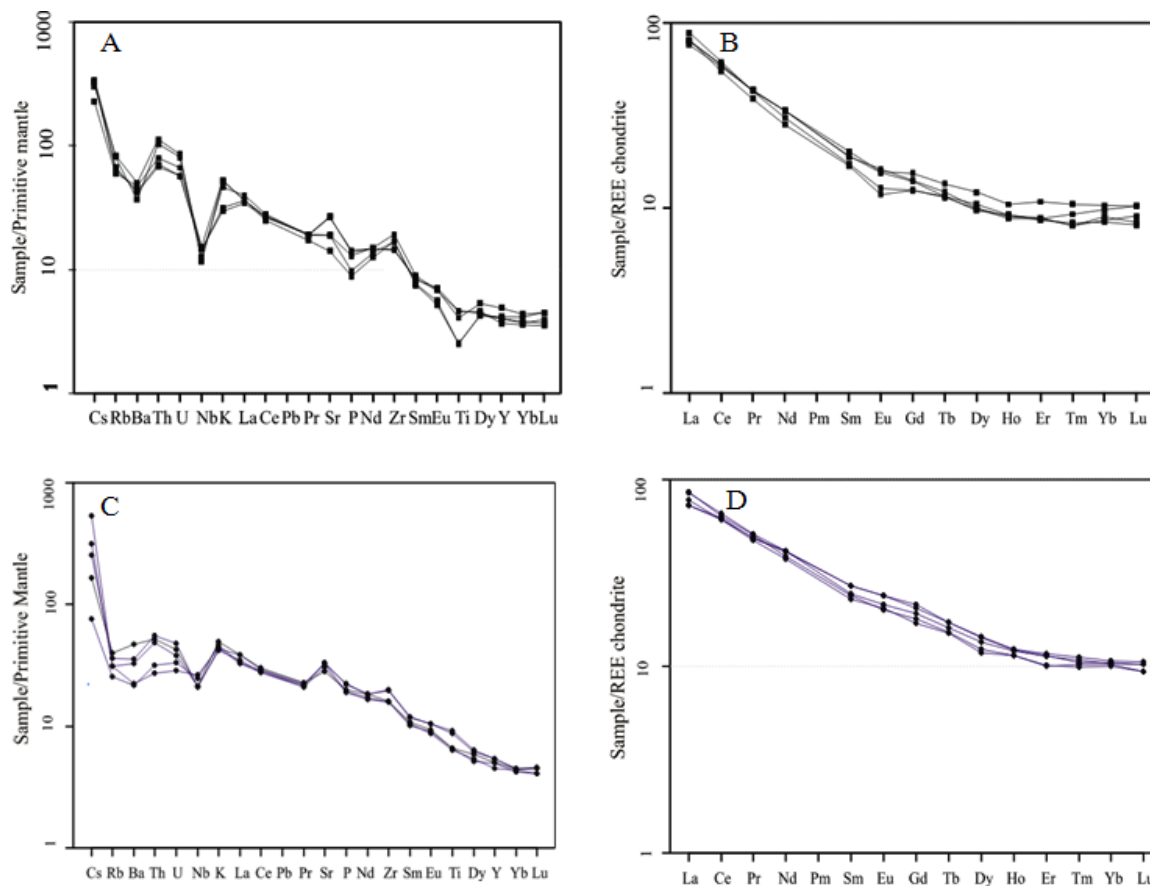 A
1000
100
10
1
Sample/Primitive mantle
Cs Rb Ba Th U Nb K La Ce Pb Pr Sr P Nd Zr Sm Eu Ti Dy Y Yb Lu
B
100
10
1
Sample/REE chondrite
La Ce Pr Nd Pm Sm Eu Gd Tb Dy Ho Er Tm Yb Lu
C
1000
100
10
1
Sample/Primitive Mantle
Cs Rb Ba Th U Nb K La Ce Pb Pr Sr P Nd Zr Sm Eu Ti Dy Y Yb Lu
D
100
10
1
Sample/REE chondrite
La Ce Pr Nd Pm Sm Eu Gd Tb Dy Ho Er Tm Yb Lu